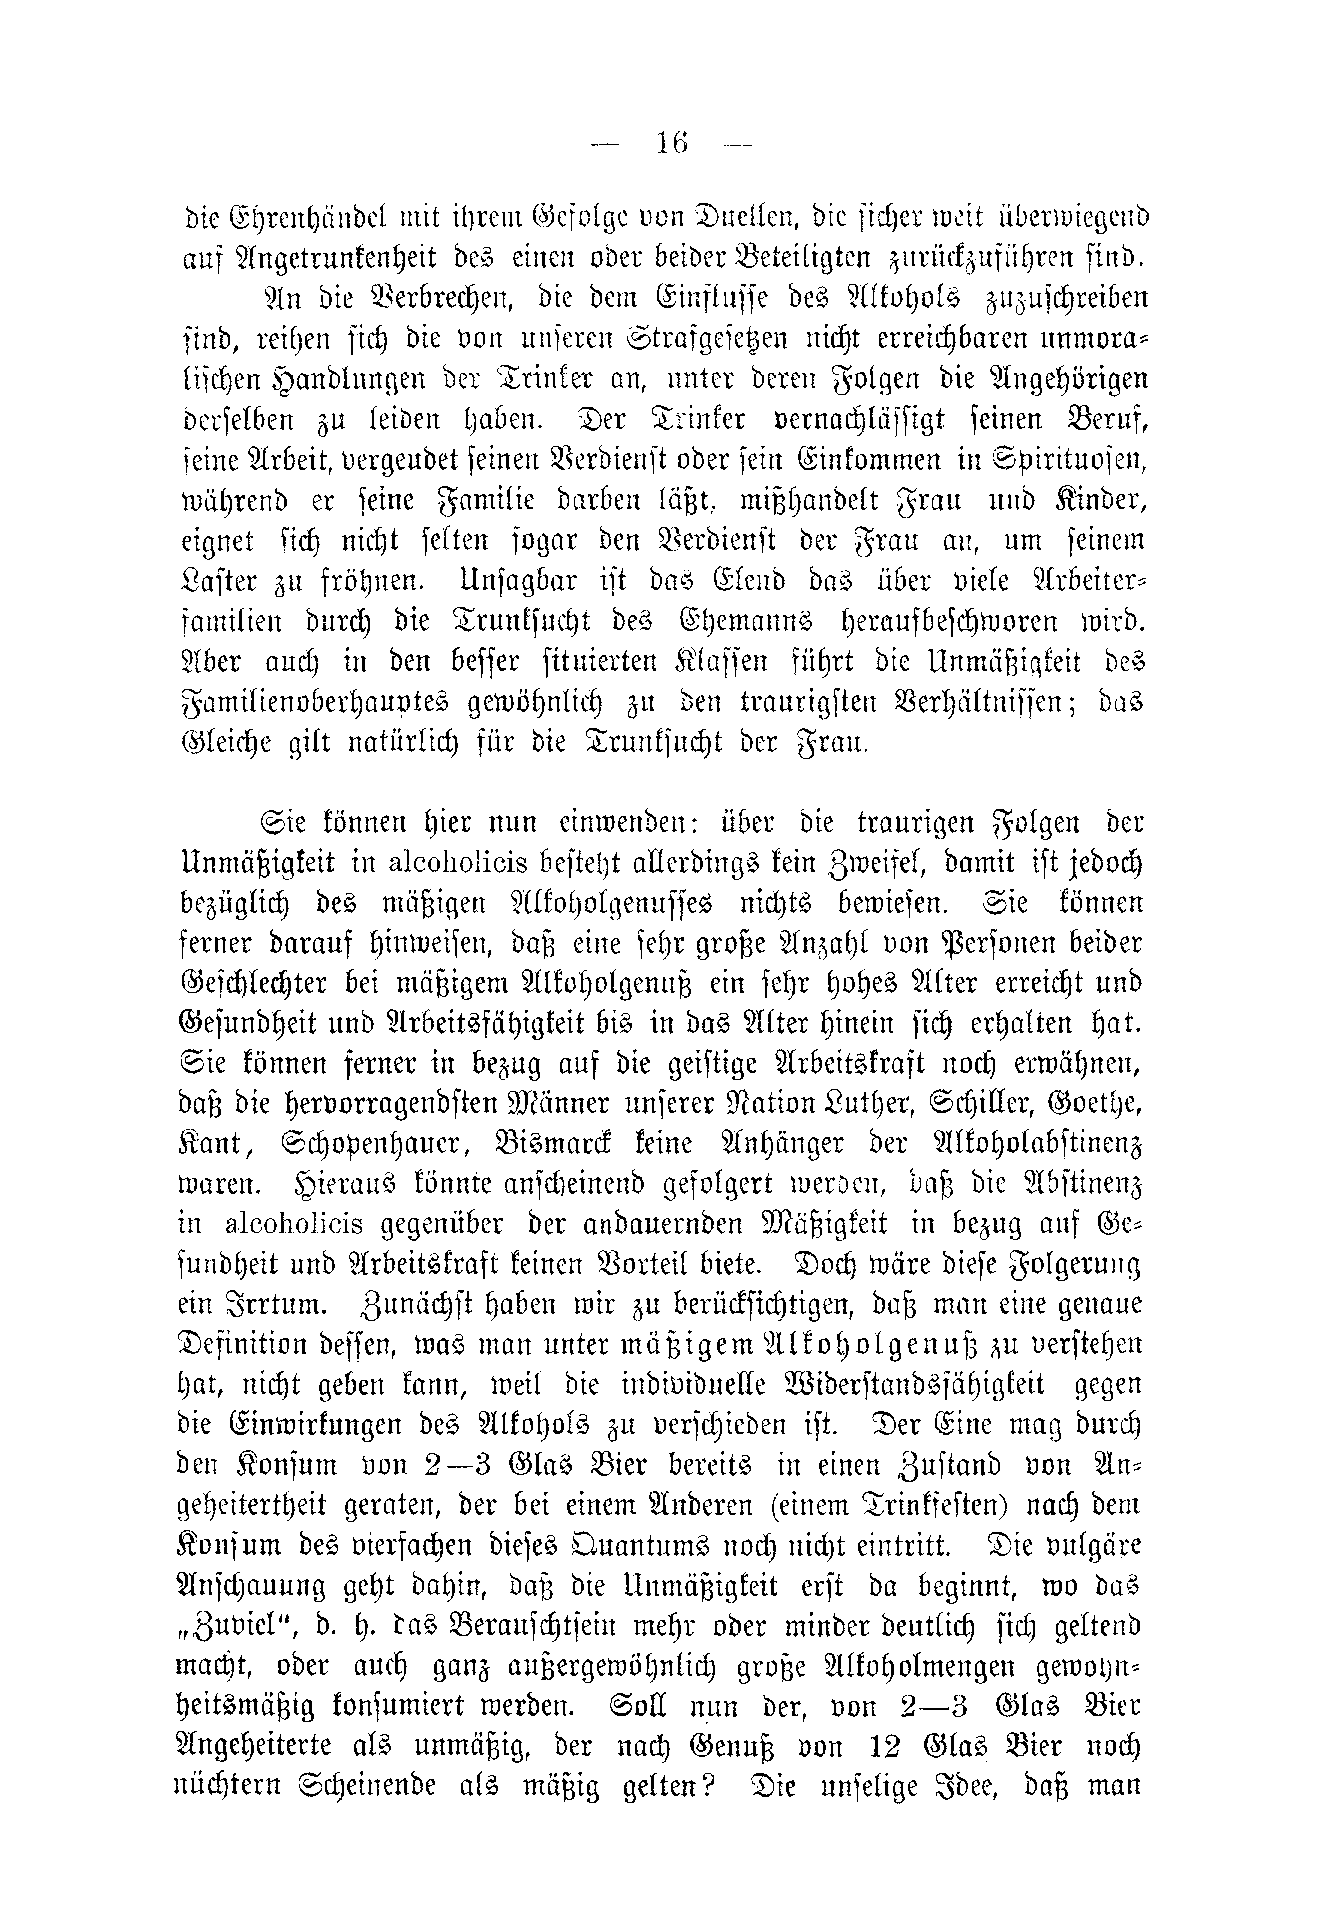 — 16 —
die Ehrenhändel mit ihrem Gefolge von Duellen, die sicher weit überwiegend
auf Angetrunkenheit des einen oder beider Beteiligten zurückzuführen sind.
An die Verbrechen, die dem Einflusse des Alkohols zuzuschreiben
sind, reihen sich die von unseren Strafgesetzen nicht erreichbaren unmora-
lischen Handlungen der Trinker an, unter deren Folgen die Angehörigen
derselben zu leiden haben. Der Trinker vernachlässigt seinen Beruf,
seine Arbeit, vergeudet seinen Verdienst oder sein Einkommen in Spirituosen,
während er seine Familie darben läßt, mißhandelt Frau und Kinder,
eignet sich nicht selten sogar den Verdienst der Frau an, um seinem
Laster zu fröhnen. Unsagbar ist das Elend das über viele Arbeiter-
familien durch die Trunksucht des Ehemanns heraufbeschworen wird.
Aber auch in den besser situierten Klassen führt die Unmäßigkeit des
Familienoberhauptes gewöhnlich zu den traurigsten Verhältnissen; das
Gleiche gilt natürlich für die Trunksucht der Frau.
Sie können hier nun einwenden: über die traurigen Folgen der
Unmäßigkeit in alcoholicis besteht allerdings kein Zweifel, damit ist jedoch
bezüglich des mäßigen Alkoholgenusses nichts bewiesen. Sie können
ferner darauf hinweisen, daß eine sehr große Anzahl von Personen beider
Geschlechter bei mäßigem Alkoholgenuß ein sehr hohes Alter erreicht und
Gesundheit und Arbeitsfähigkeit bis in das Alter hinein sich erhalten hat.
Sie können ferner in bezug auf die geistige Arbeitskraft noch erwähnen,
daß die hervorragendsten Männer unserer Nation Luther, Schiller, Goethe,
Kant, Schopenhauer, Bismarck keine Anhänger der Alkoholabstinenz
waren. Hieraus könnte anscheinend gefolgert werden, daß die Abstinenz
in alcoholicis gegenüber der andauernden Mäßigkeit in bezug auf Ge-
sundheit und Arbeitskraft keinen Vorteil biete. Doch wäre diese Folgerung
ein Irrtum. Zunächst haben wir zu berücksichtigen, daß man eine genaue
Definition dessen, was man unter mäßigem Alkoholgenuß zu verstehen
hat, nicht geben kann, weil die individuelle Widerstandsfähigkeit gegen
die Einwirkungen des Alkohols zu verschieden ist. Der Eine mag durch
den Konsum von 2—3 Glas Bier bereits in einen Zustand von An-
geheitertheit geraten, der bei einem Anderen (einem Trinkfesten) nach dem
Konsum des vierfachen dieses Quantums noch nicht eintritt. Die vulgäre
Anschauung geht dahin, daß die Unmäßigkeit erst da beginnt, wo das
„Zuviel“, d. h. das Berauschtsein mehr oder minder deutlich sich geltend
macht, oder auch ganz außergewöhnlich große Alkoholmengen gewohn-
heitsmäßig konsumiert werden. Soll nun der, von 2—3 Glas Bier
Angeheiterte als unmäßig, der nach Genuß von 12 Glas Bier noch
nüchtern Scheinende als mäßig gelten? Die unselige Idee, daß man